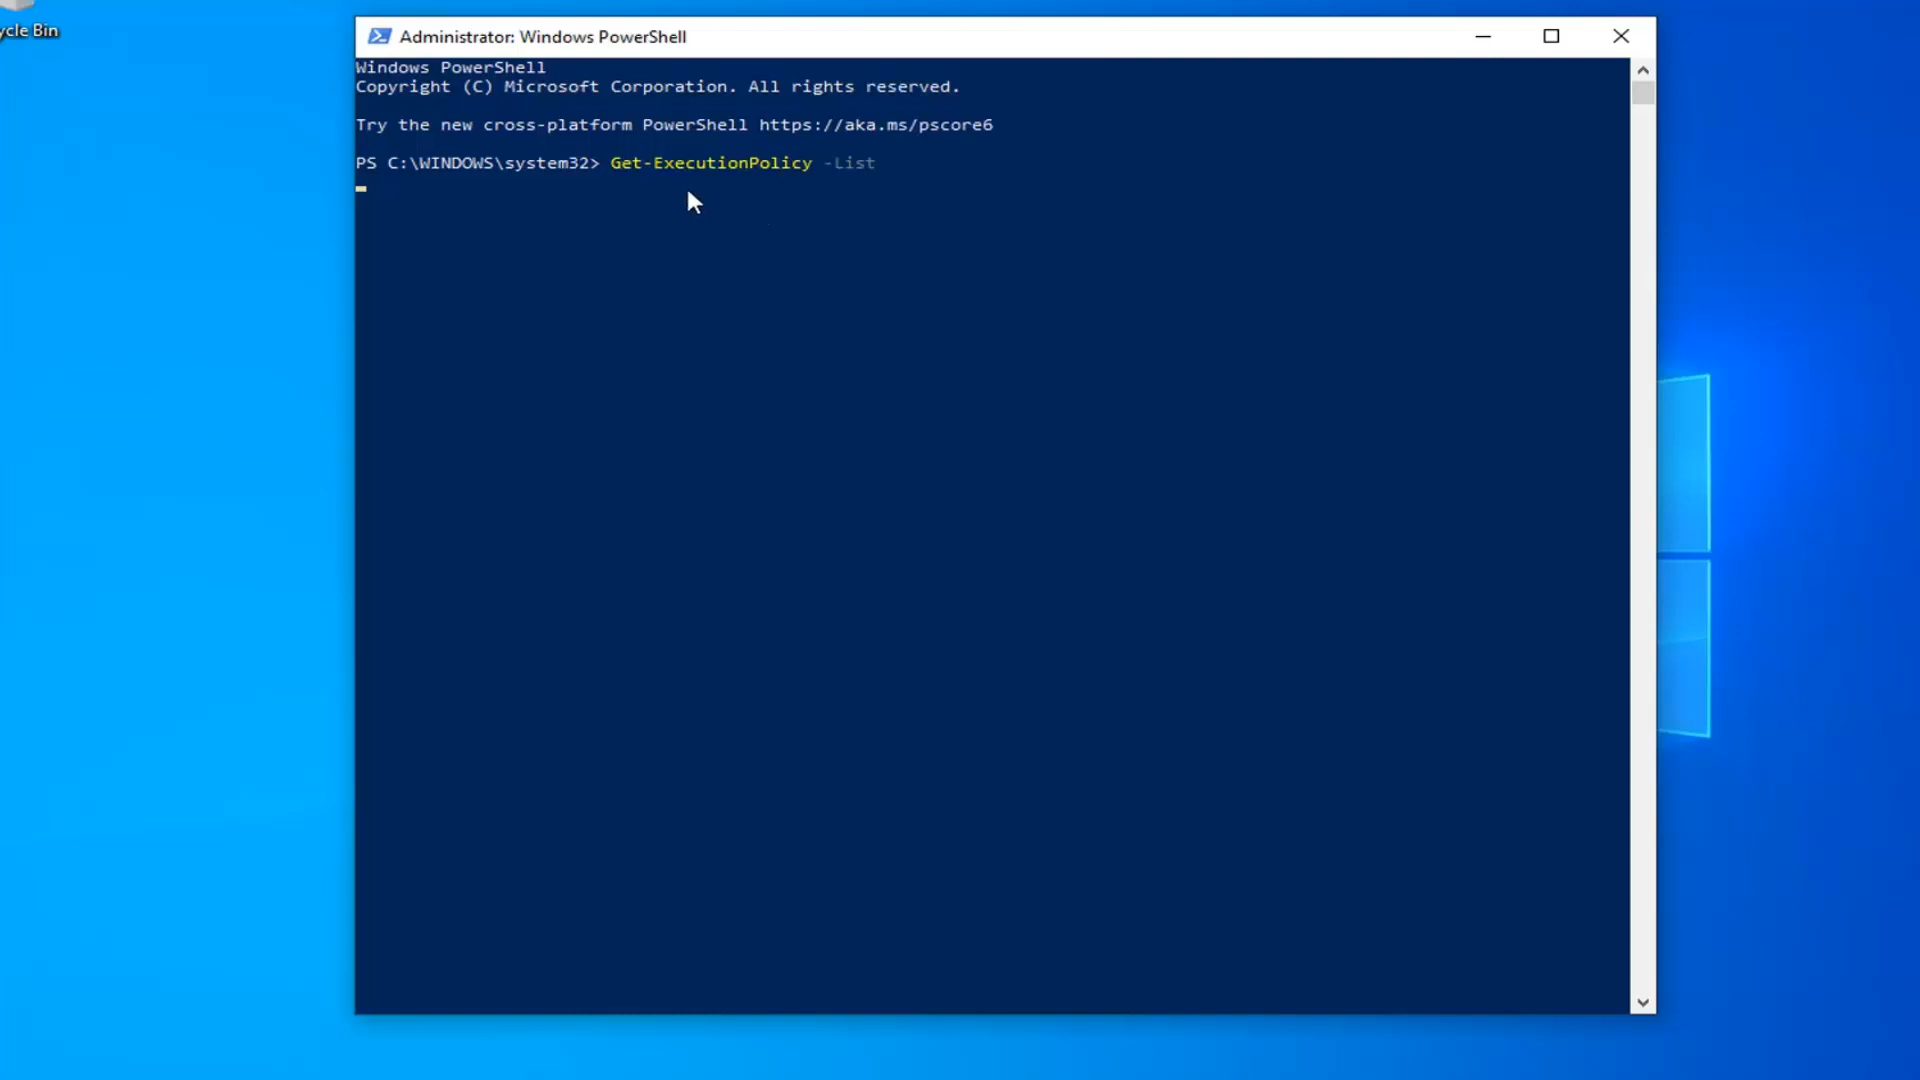 ycle Bin
Administrator: Windows PowerShell
Windows PowerShell
Copyright (C) Microsoft Corporation. All rights reserved.
Try the new cross-platform PowerShell https://aka.ms/pscore6
PS C:\WINDOWS\system32> Get-ExecutionPolicy -List